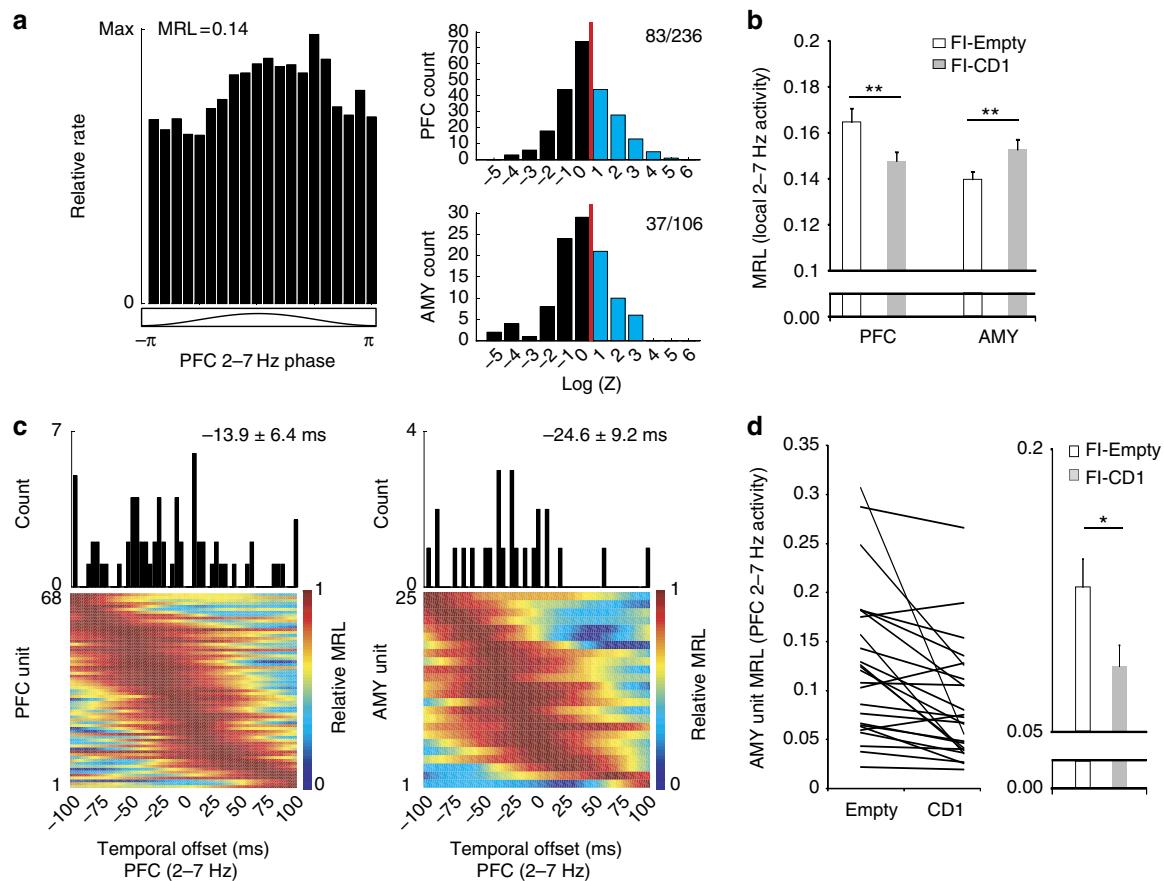 a
Max
MRL=0.14
Relative rate
0
−π
π
PFC 2–7 Hz phase
83/236
PFC count
80
70
60
50
40
30
20
10
0
−5 −4 −3 −2 −1 0 1 2 3 4 5 6
37/106
AMY count
30
25
20
15
10
5
0
−5 −4 −3 −2 −1 0 1 2 3 4 5 6
Log (Z)
b
FI-Empty
FI-CD1
MRL (local 2–7 Hz activity)
0.2
0.18
0.16
0.14
0.12
0.1
0.00
**
**
PFC
AMY
c
7
Count
0
−13.9 ± 6.4 ms
68
PFC unit
1
1
Relative MRL
0
−100 −75 −50 −25 0 25 50 75 100
Temporal offset (ms)
PFC (2–7 Hz)
4
Count
0
−24.6 ± 9.2 ms
25
AMY unit
1
1
Relative MRL
0
−100 −75 −50 −25 0 25 50 75 100
Temporal offset (ms)
PFC (2–7 Hz)
d
AMY unit MRL (PFC 2–7 Hz activity)
0.35
0.3
0.25
0.2
0.15
0.1
0.05
0
Empty
CD1
0.2
FI-Empty
FI-CD1
*
0.05
0.00